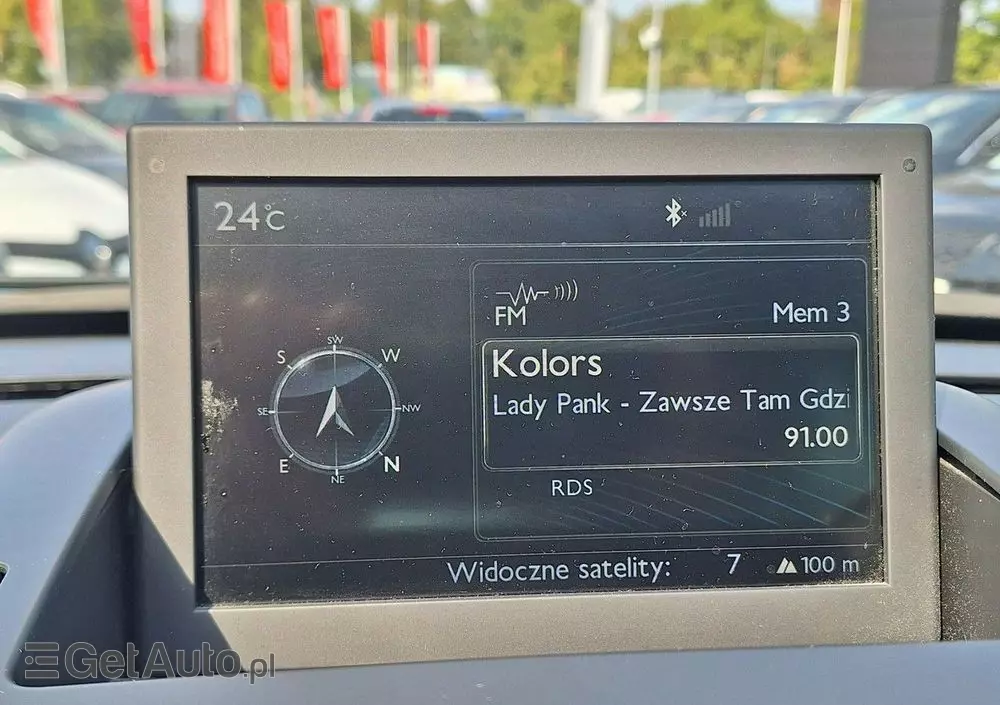 24°C
FM
Mem 3
Kolors
Lady Pank - Zawsze Tam Gdzi
91.00
RDS
SW
S W
SE NW
E N
NE
Widoczne satelity: 7 100 m
GetAuto.pl